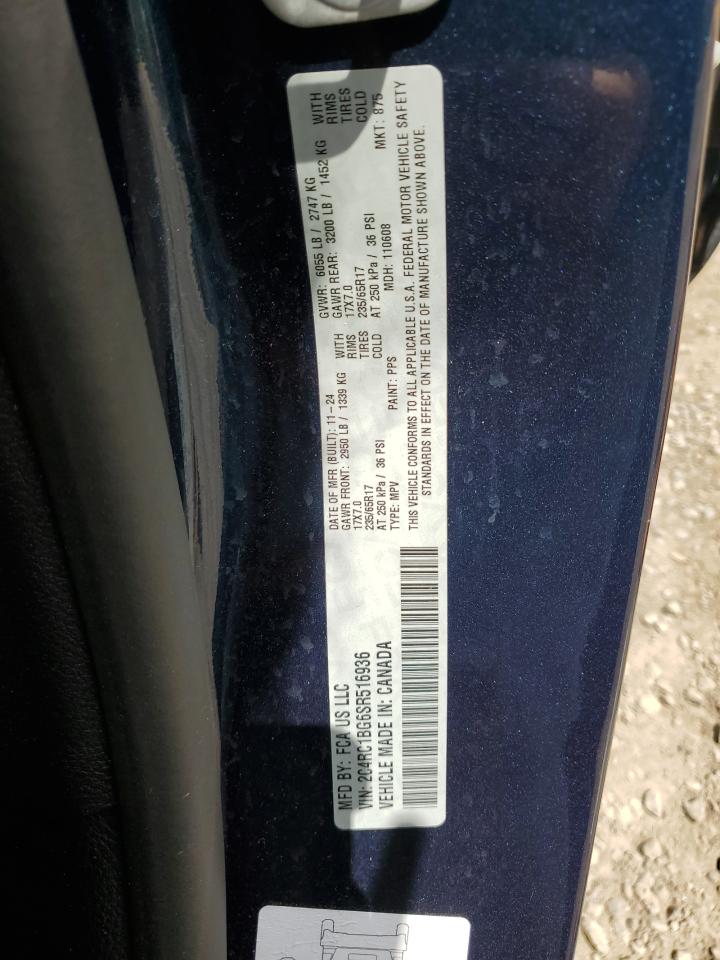 MFD BY: FCA US LLC
VIN: 2C4RC1BG6SR516936
VEHICLE MADE IN: CANADA
DATE OF MFR (BUILT): 11-24
GAWR FRONT: 2950 LB / 1339 KG WITH
17X7.0 RIMS
235/65R17 TIRES
AT 250 kPa / 36 PSI COLD
TYPE: MPV PAINT: PPS
GVWR: 6055 LB / 2747 KG
GAWR REAR: 3200 LB / 1452 KG WITH
17X7.0 RIMS
235/65R17 TIRES
AT 250 kPa / 36 PSI COLD
MDH: 110608 MKT: 875
THIS VEHICLE CONFORMS TO ALL APPLICABLE U.S.A. FEDERAL MOTOR VEHICLE SAFETY
STANDARDS IN EFFECT ON THE DATE OF MANUFACTURE SHOWN ABOVE.